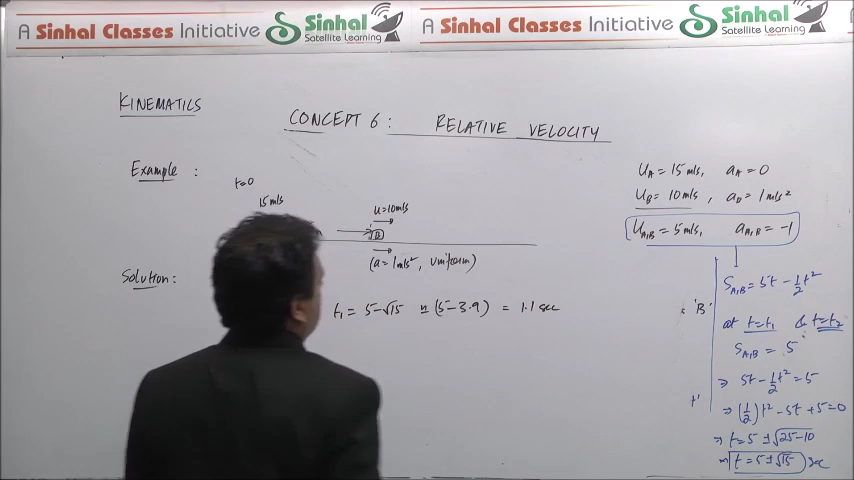 A Sinhal Classes Initiative Sinhal Satellite Learning A Sinhal Classes Initiative Sinhal Satellite Learning
KINEMATICS
CONCEPT 6 : RELATIVE VELOCITY
Example :
t=0
15 m/s
u=10m/s
B
(a=1m/s², uniform)
Solution :
t₁ = 5-√15 ≃ (5-3.9) = 1.1 sec
U_A = 15 m/s, a_A = 0
U_B = 10 m/s, a_B = 1 m/s²
U_A,B = 5 m/s, a_A,B = -1
S_A,B = 5t - 1/2 t²
'B'
at t=t₁ & t=t₂
S_A,B = 5
⇒ 5t - 1/2 t² = 5
t'
⇒ (1/2) t² - 5t + 5 = 0
⇒ t = 5 ± √25-10
⇒ t = 5 ± √15 sec